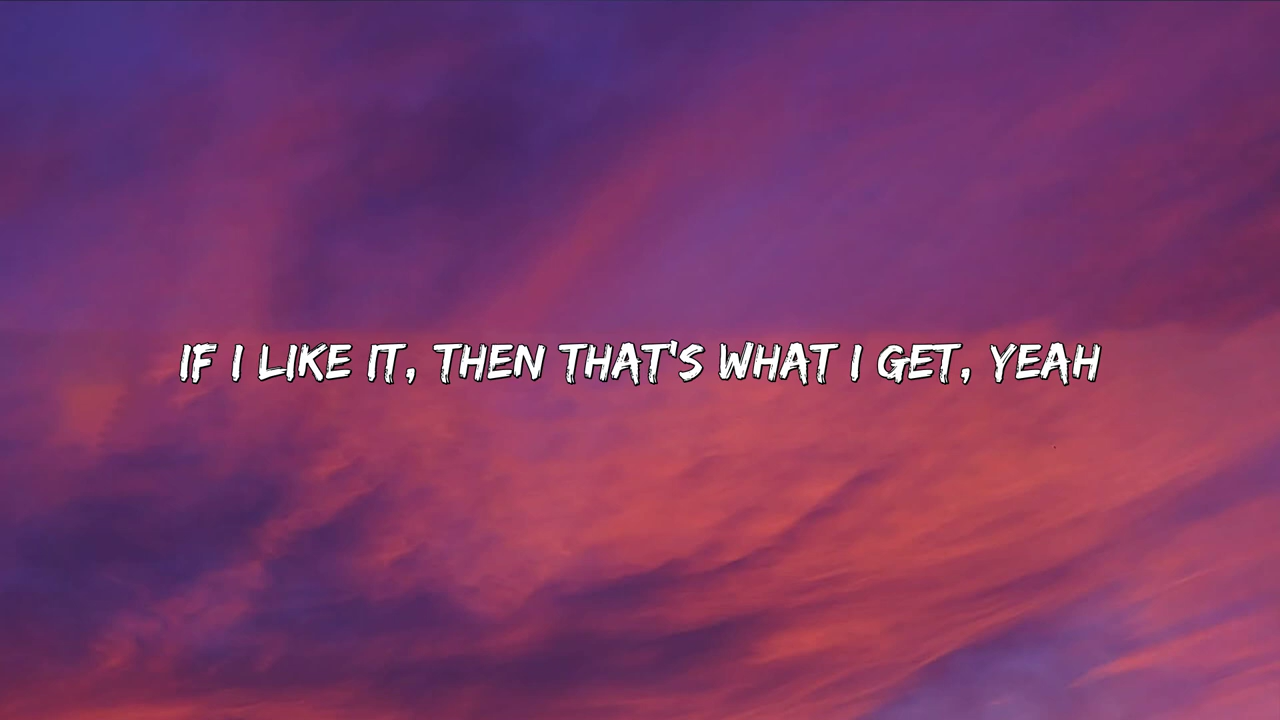 IF I LIKE IT, THEN THAT'S WHAT I GET, YEAH